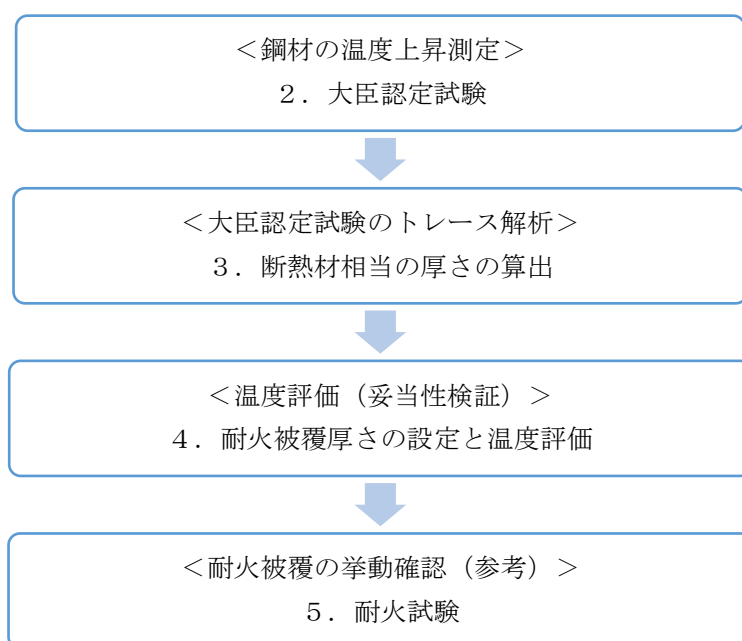 ＜鋼材の温度上昇測定＞
２．大臣認定試験
＜大臣認定試験のトレース解析＞
３．断熱材相当の厚さの算出
＜温度評価（妥当性検証）＞
４．耐火被覆厚さの設定と温度評価
＜耐火被覆の挙動確認（参考）＞
５．耐火試験